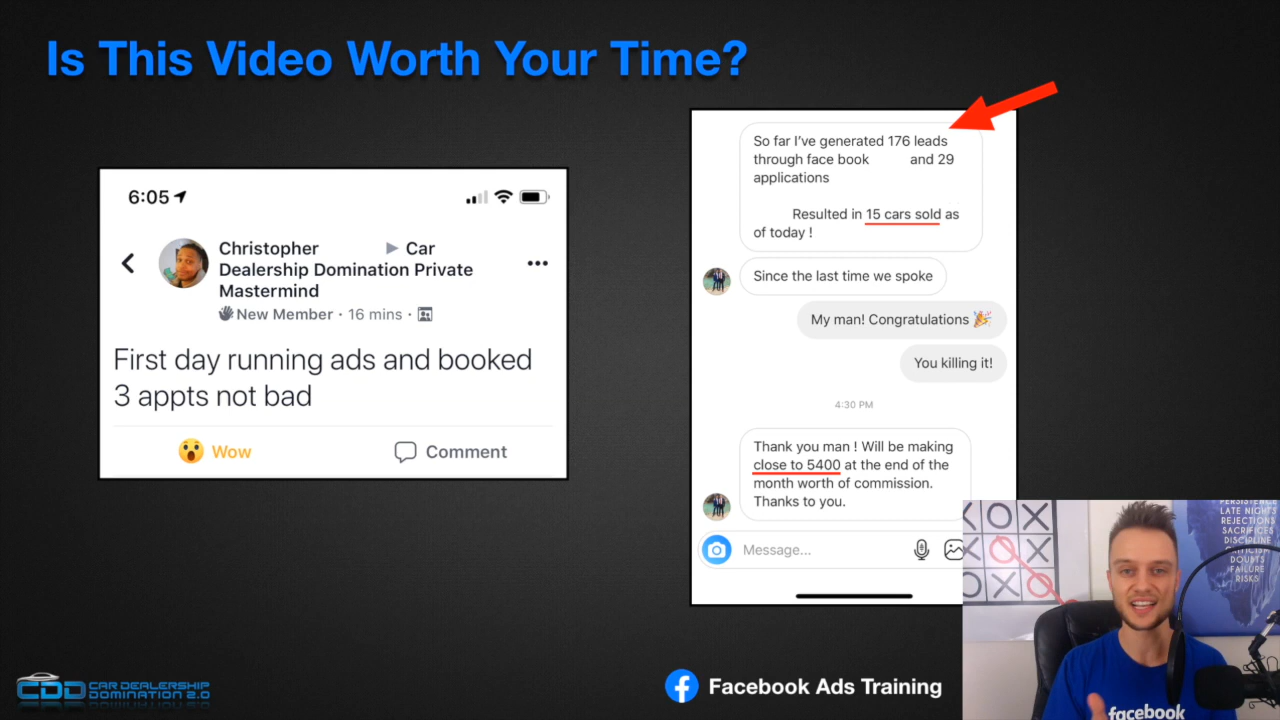 Is This Video Worth Your Time?
6:05
Christopher Car
Dealership Domination Private
Mastermind
New Member · 16 mins ·
First day running ads and booked
3 appts not bad
Wow
Comment
So far I've generated 176 leads
through face book and 29
applications
Resulted in 15 cars sold as
of today !
Since the last time we spoke
My man! Congratulations 🎉
You killing it!
4:30 PM
Thank you man ! Will be making
close to 5400 at the end of the
month worth of commission.
Thanks to you.
Message...
PERSISTENCE
LATE NIGHTS
REJECTIONS
SACRIFICES
DISCIPLINE
CRITICISM
DOUBTS
FAILURE
RISKS
XOX
facebook
CDD CAR DEALERSHIP
DOMINATION 2.0
Facebook Ads Training